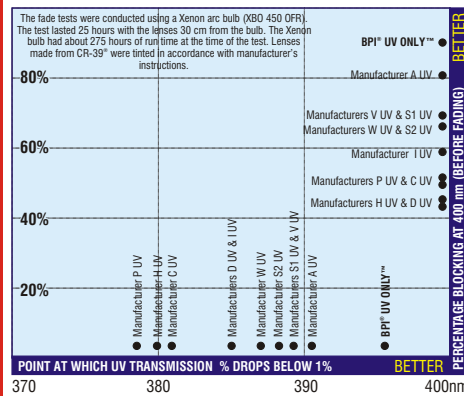 The fade tests were conducted using a Xenon arc bulb (XBO 450 OFR).
The test lasted 25 hours with the lenses 30 cm from the bulb. The Xenon
bulb had about 275 hours of run time at the time of the test. Lenses
made from CR-39® were tinted in accordance with manufacturer's
instructions.
BPI® UV ONLY™
Manufacturer A UV
Manufacturers V UV & S1 UV
Manufacturers W UV & S2 UV
Manufacturer I UV
Manufacturers P UV & C UV
Manufacturers H UV & D UV
80%
60%
40%
20%
Manufacturer P UV
Manufacturer H UV
Manufacturer C UV
Manufacturers D UV & I UV
Manufacturer W UV
Manufacturer S2 UV
Manufacturers S1 UV & V UV
Manufacturer A UV
BPI® UV ONLY™
PERCENTAGE BLOCKING AT 400 nm (BEFORE FADING) BETTER
POINT AT WHICH UV TRANSMISSION % DROPS BELOW 1% BETTER
370 380 390 400nm